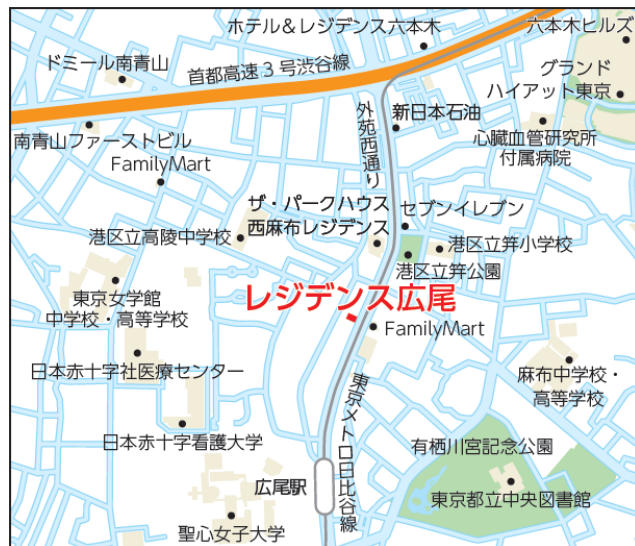 ホテル＆レジデンス六本木
六本木ヒルズ
ドミール南青山
首都高速3号渋谷線
グランド
ハイアット東京
外苑西通り
新日本石油
南青山ファーストビル
心臓血管研究所
付属病院
FamilyMart
ザ・パークハウス
西麻布レジデンス
セブンイレブン
港区立高陵中学校
港区立笄小学校
港区立笄公園
東京女学館
中学校・高等学校
レジデンス広尾
FamilyMart
日本赤十字社医療センター
麻布中学校・
高等学校
東京メトロ日比谷線
日本赤十字看護大学
有栖川宮記念公園
広尾駅
東京都立中央図書館
聖心女子大学